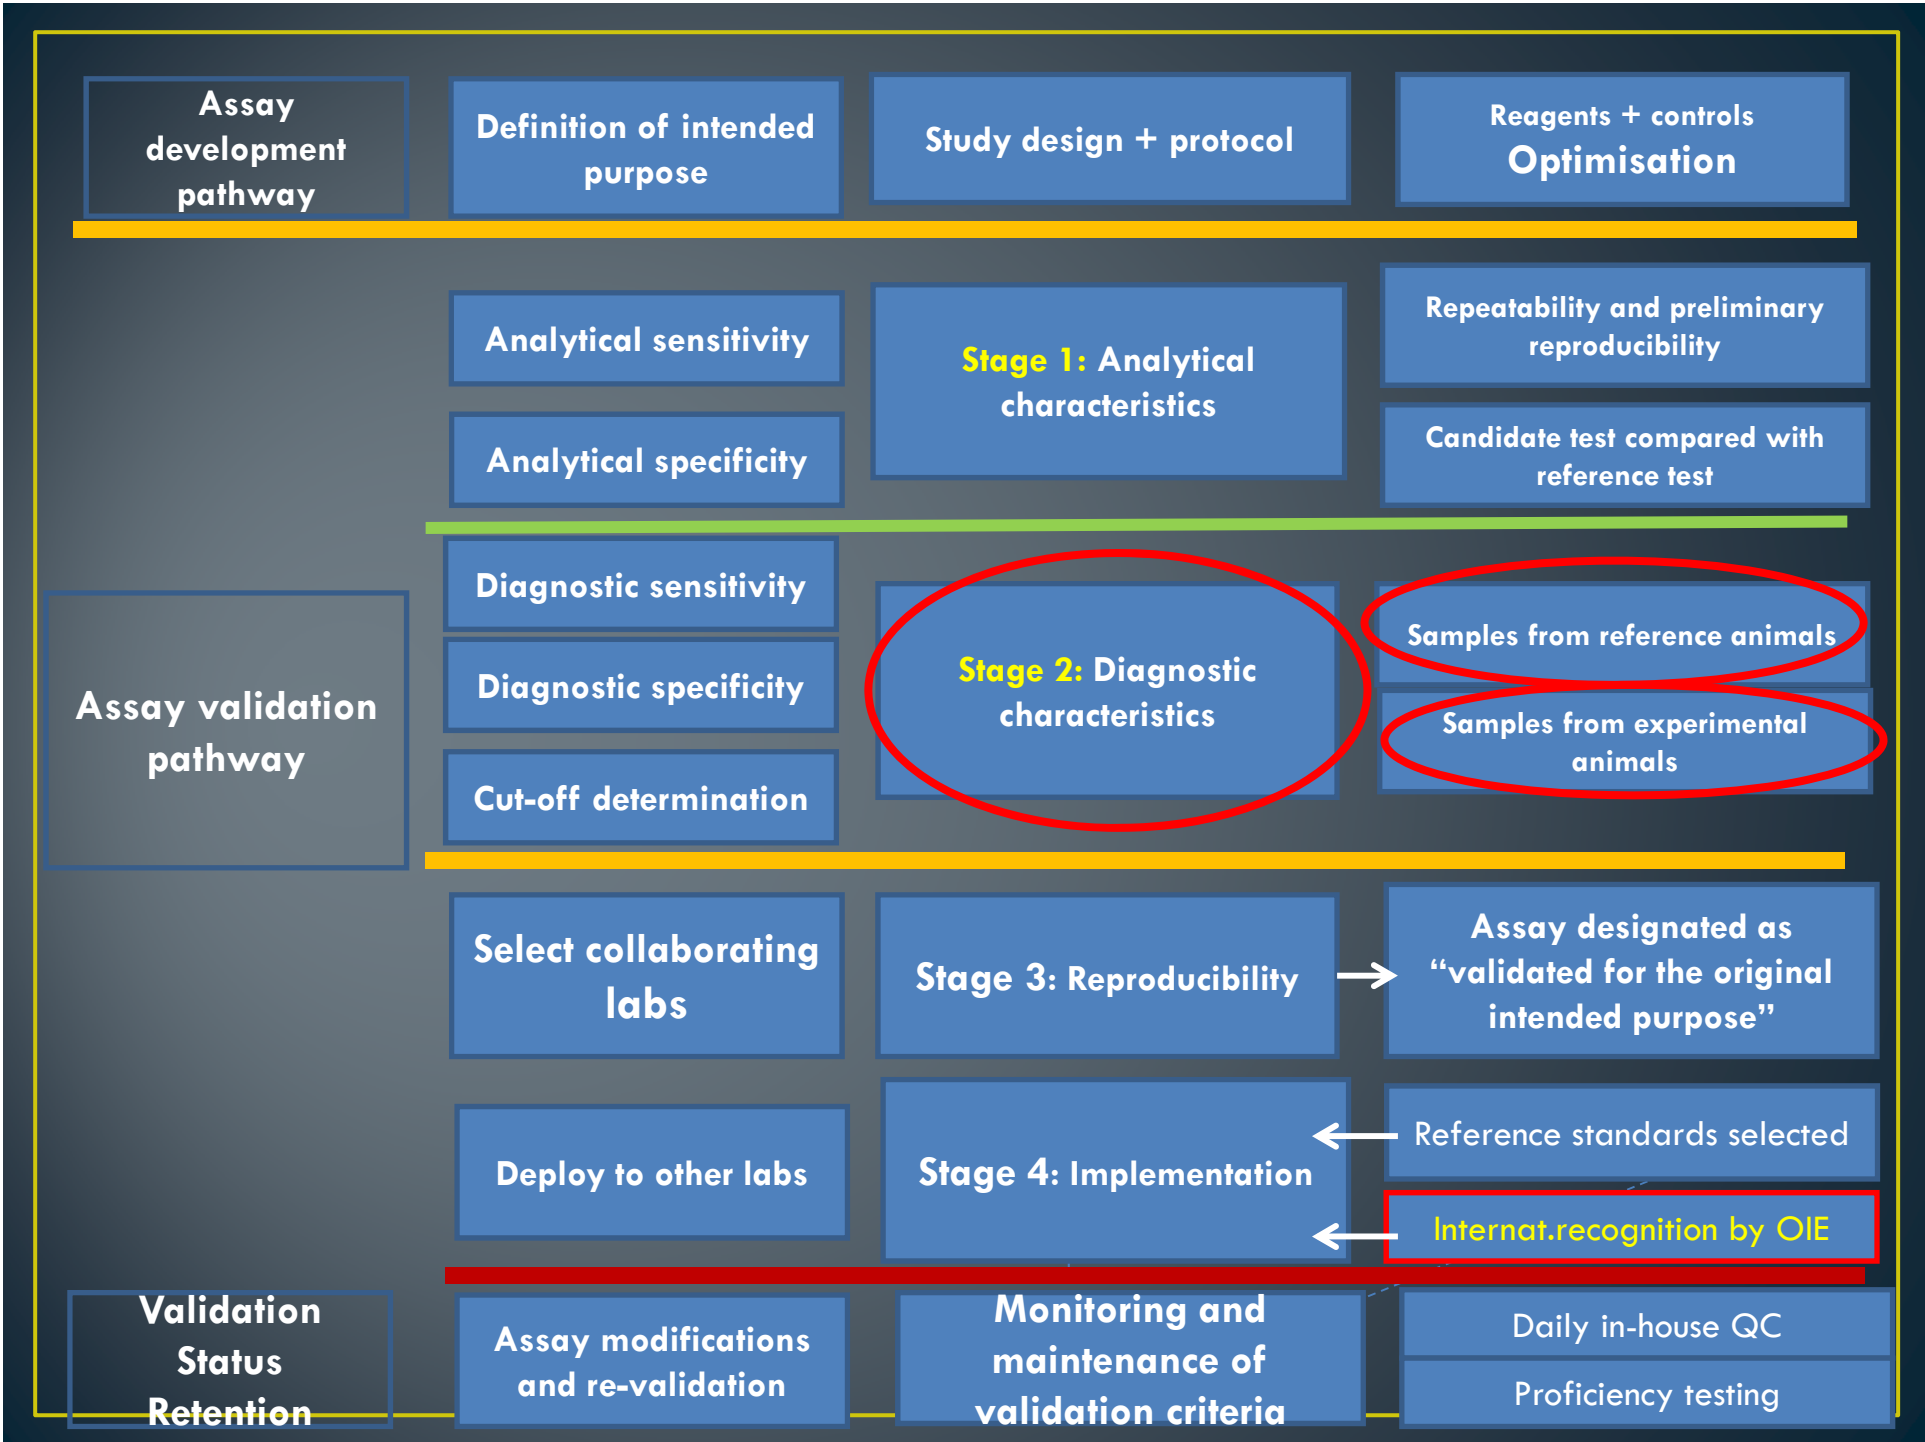 Assay
development
pathway
Definition of intended
purpose
Study design + protocol
Reagents + controls
Optimisation
Analytical sensitivity
Analytical specificity
Stage 1: Analytical
characteristics
Repeatability and preliminary
reproducibility
Candidate test compared with
reference test
Assay validation
pathway
Diagnostic sensitivity
Diagnostic specificity
Cut-off determination
Stage 2: Diagnostic
characteristics
Samples from reference animals
Samples from experimental
animals
Select collaborating
labs
Stage 3: Reproducibility
Assay designated as
“validated for the original
intended purpose”
Deploy to other labs
Stage 4: Implementation
Reference standards selected
Internat.recognition by OIE
Validation
Status
Retention
Assay modifications
and re-validation
Monitoring and
maintenance of
validation criteria
Daily in-house QC
Proficiency testing